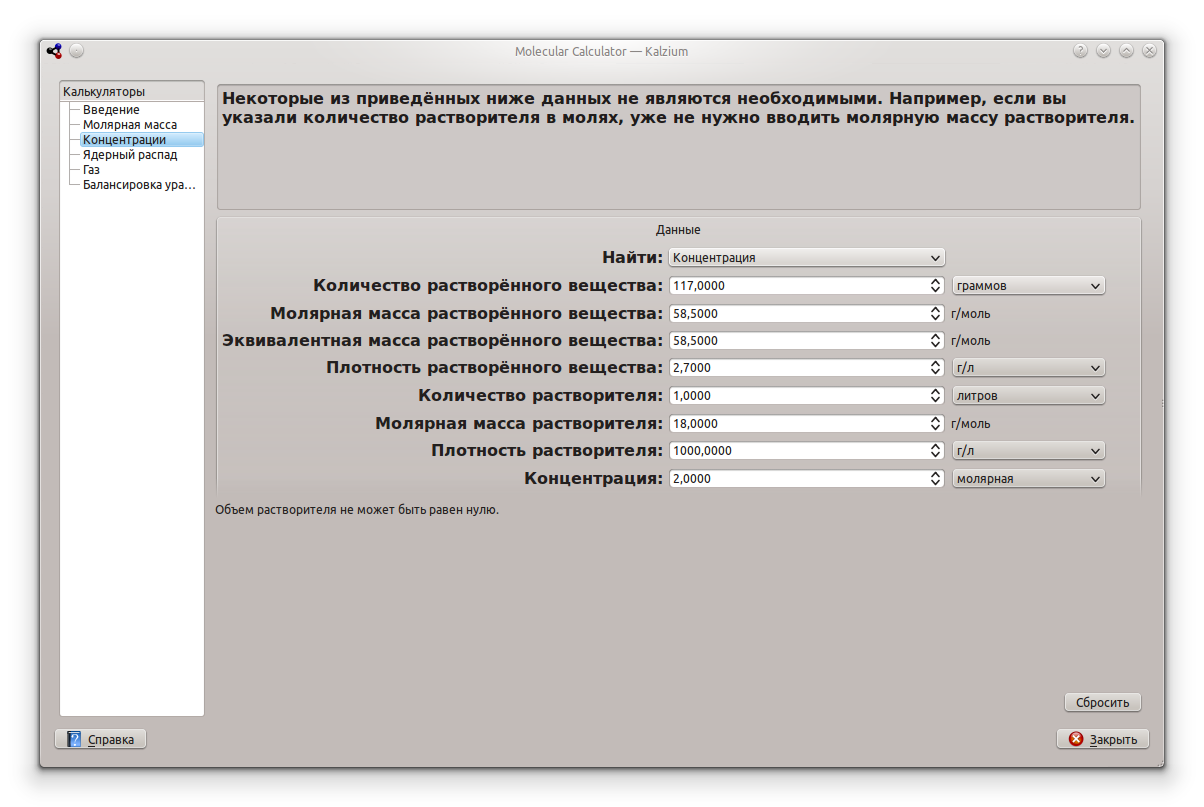 Molecular Calculator — Kalzium
Калькуляторы
Введение
Молярная масса
Концентрации
Ядерный распад
Газ
Балансировка ура...
Некоторые из приведённых ниже данных не являются необходимыми. Например, если вы
указали количество растворителя в молях, уже не нужно вводить молярную массу растворителя.
Данные
Найти: Концентрация
Количество растворённого вещества: 117,0000 граммов
Молярная масса растворённого вещества: 58,5000 г/моль
Эквивалентная масса растворённого вещества: 58,5000 г/моль
Плотность растворённого вещества: 2,7000 г/л
Количество растворителя: 1,0000 литров
Молярная масса растворителя: 18,0000 г/моль
Плотность растворителя: 1000,0000 г/л
Концентрация: 2,0000 молярная
Объем растворителя не может быть равен нулю.
Сбросить
Справка
Закрыть